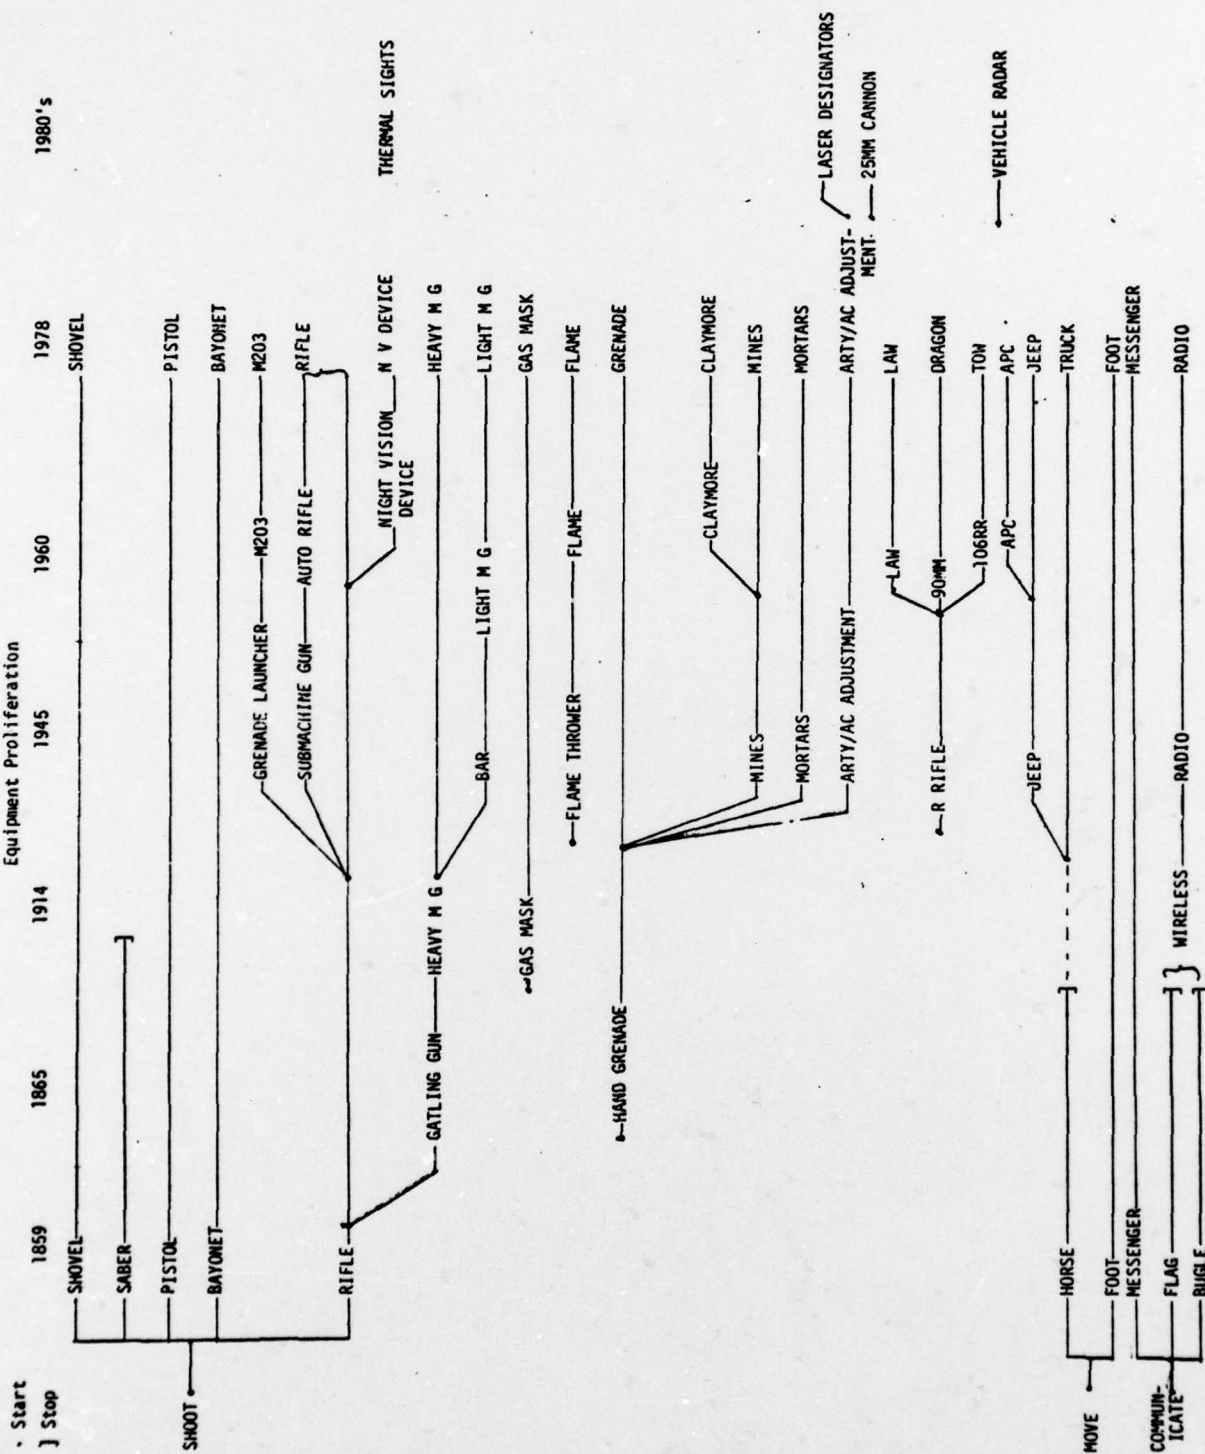 Equipment Proliferation
· Start
] Stop
1859
1865
1914
1945
1960
1978
1980's
SHOOT
SHOVEL
SHOVEL
SABER
PISTOL
PISTOL
BAYONET
BAYONET
GRENADE LAUNCHER
M203
M203
SUBMACHINE GUN
AUTO RIFLE
RIFLE
RIFLE
NIGHT VISION
DEVICE
N V DEVICE
THERMAL SIGHTS
GATLING GUN
HEAVY M G
HEAVY M G
BAR
LIGHT M G
LIGHT M G
GAS MASK
GAS MASK
FLAME THROWER
FLAME
FLAME
HAND GRENADE
GRENADE
CLAYMORE
CLAYMORE
MINES
MINES
MORTARS
MORTARS
ARTY/AC ADJUSTMENT
ARTY/AC ADJUST-
MENT
LASER DESIGNATORS
25MM CANNON
LAW
LAW
R RIFLE
90MM
DRAGON
106RR
TOW
APC
APC
VEHICLE RADAR
JEEP
JEEP
MOVE
HORSE
TRUCK
FOOT
FOOT
COMMUN-
ICATE
MESSENGER
MESSENGER
FLAG
WIRELESS
RADIO
RADIO
BUGLE